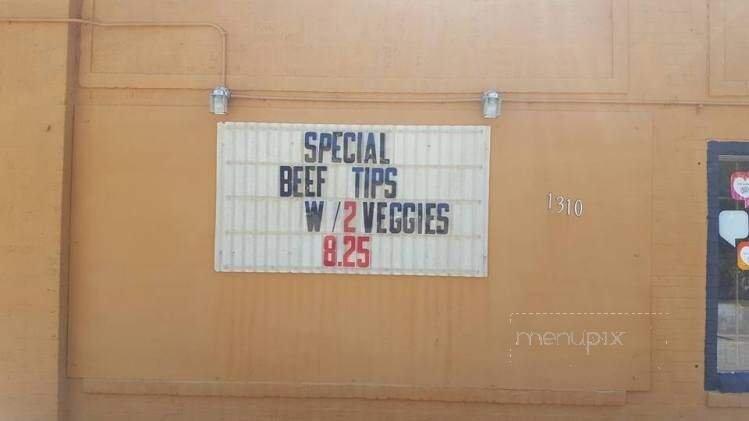 SPECIAL
BEEF TIPS
W/2 VEGGIES
8.25
1310
menupix